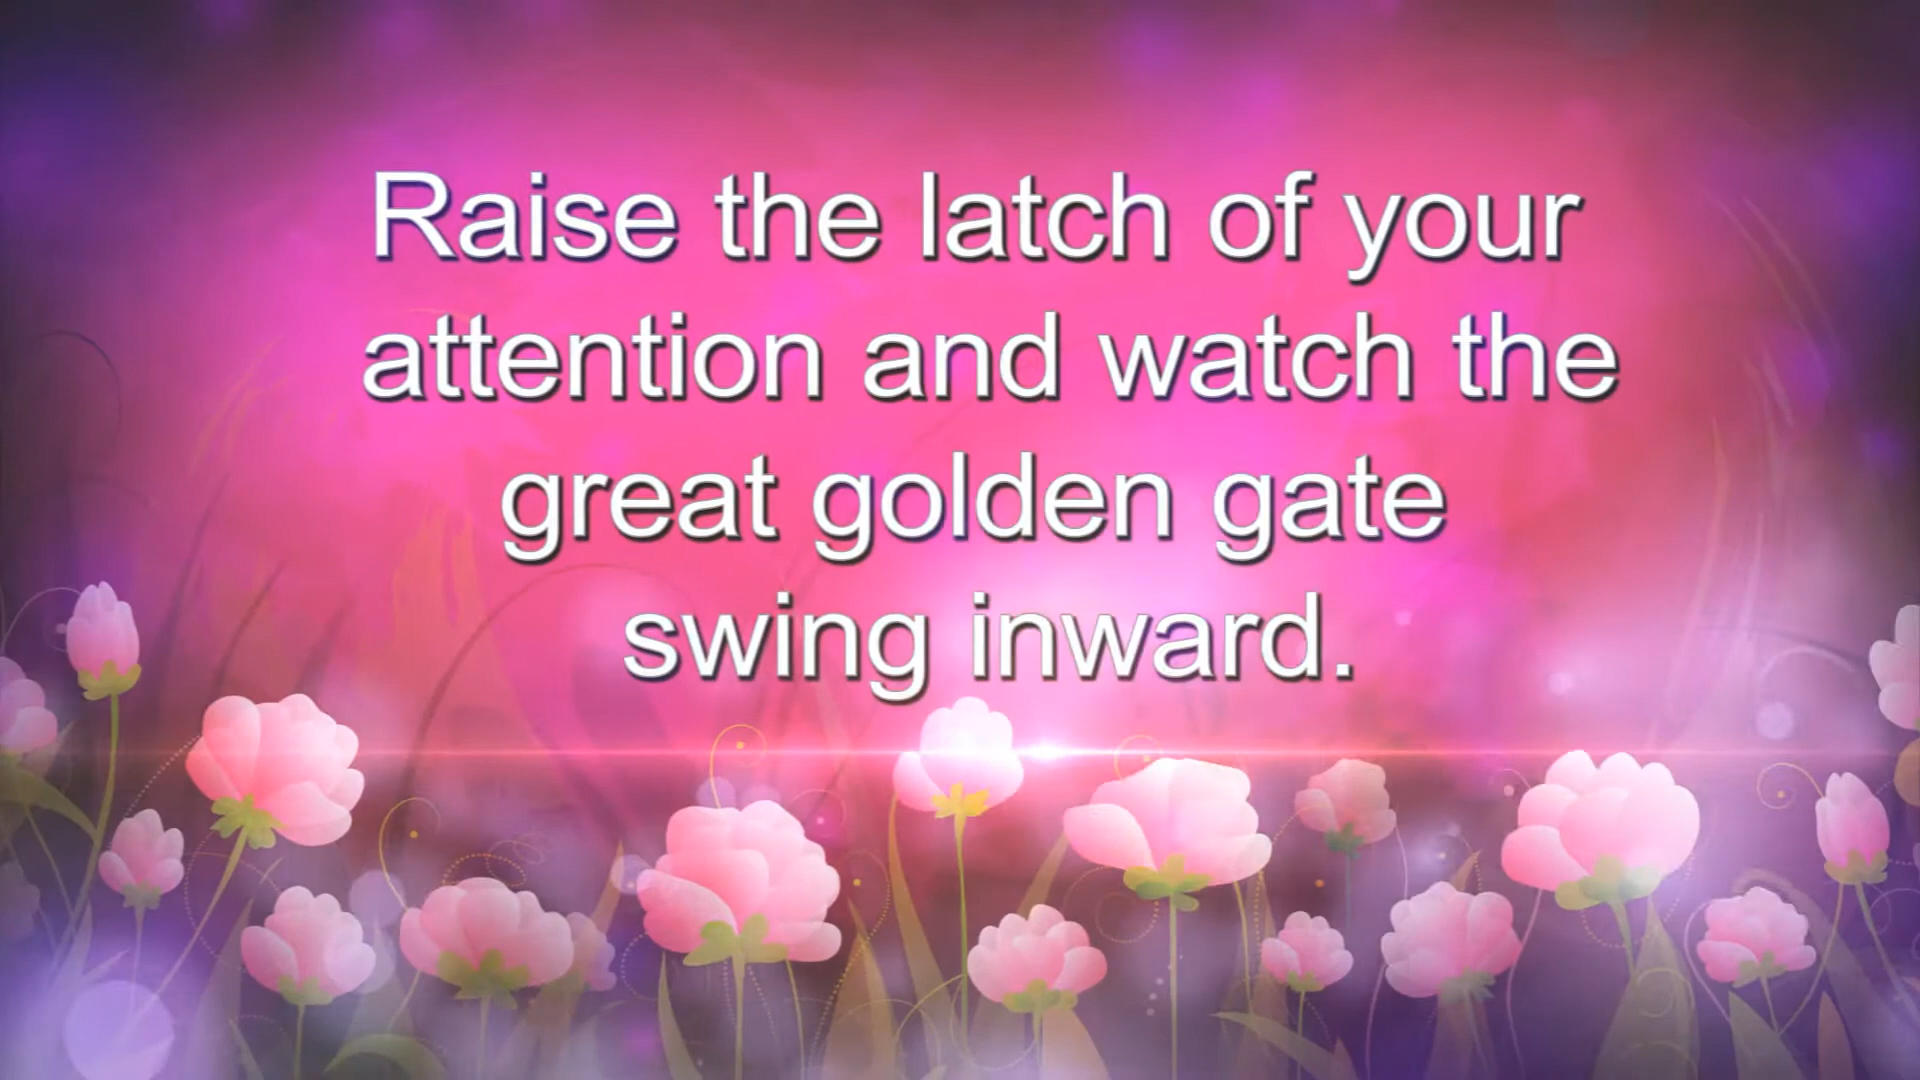 Raise the latch of your
attention and watch the
great golden gate
swing inward.